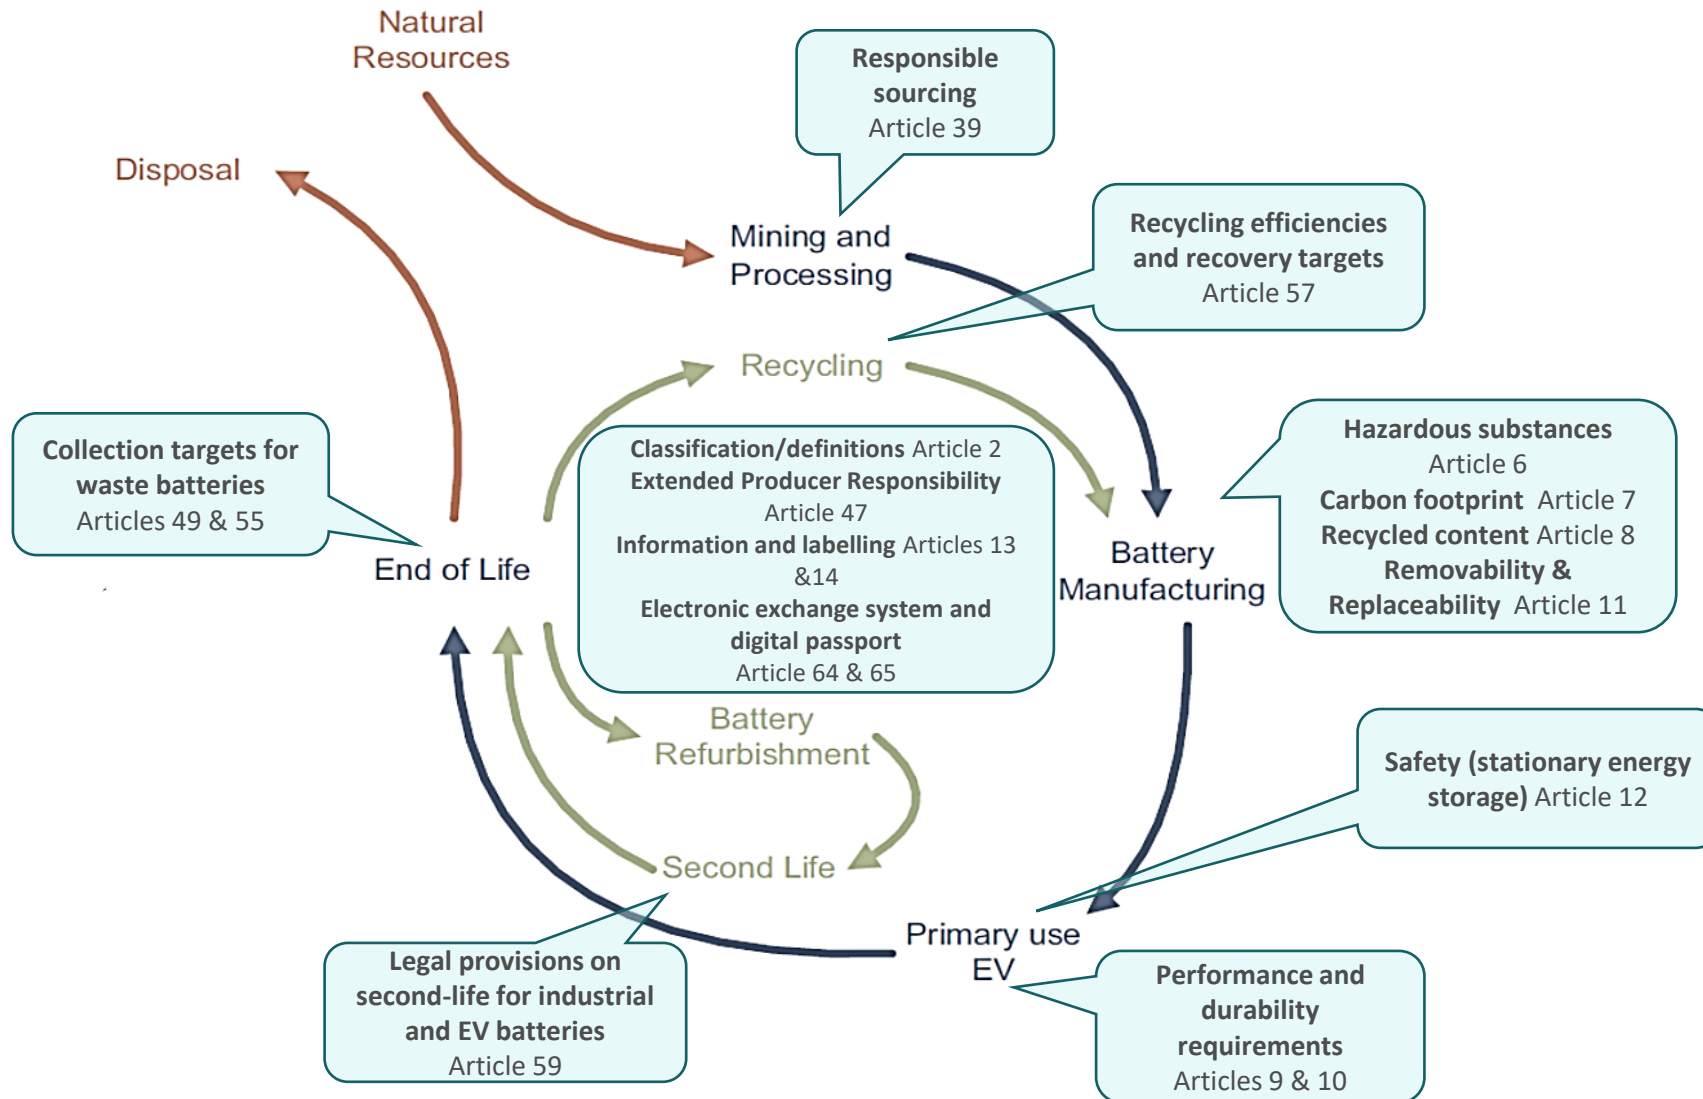 Natural
Resources
Responsible
sourcing
Article 39
Disposal
Mining and
Processing
Recycling efficiencies
and recovery targets
Article 57
Recycling
Collection targets for
waste batteries
Articles 49 & 55
Classification/definitions Article 2
Extended Producer Responsibility
Article 47
Information and labelling Articles 13
&14
Electronic exchange system and
digital passport
Article 64 & 65
Hazardous substances
Article 6
Carbon footprint Article 7
Recycled content Article 8
Removability &
Replaceability Article 11
End of Life
Battery
Manufacturing
Battery
Refurbishment
Safety (stationary energy
storage) Article 12
Second Life
Primary use
EV
Legal provisions on
second-life for industrial
and EV batteries
Article 59
Performance and
durability
requirements
Articles 9 & 10